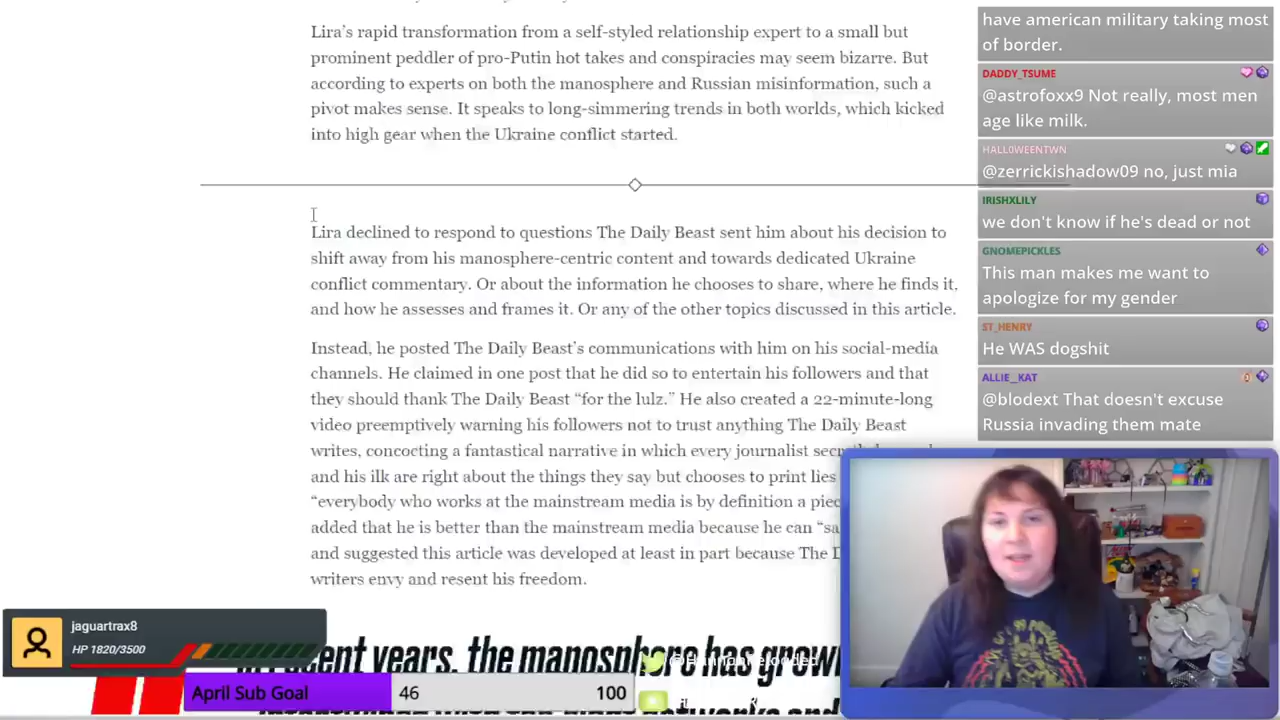 Lira's rapid transformation from a self-styled relationship expert to a small but
prominent peddler of pro-Putin hot takes and conspiracies may seem bizarre. But
according to experts on both the manosphere and Russian misinformation, such a
pivot makes sense. It speaks to long-simmering trends in both worlds, which kicked
into high gear when the Ukraine conflict started.
Lira declined to respond to questions The Daily Beast sent him about his decision to
shift away from his manosphere-centric content and towards dedicated Ukraine
conflict commentary. Or about the information he chooses to share, where he finds it,
and how he assesses and frames it. Or any of the other topics discussed in this article.
Instead, he posted The Daily Beast's communications with him on his social-media
channels. He claimed in one post that he did so to entertain his followers and that
they should thank The Daily Beast “for the lulz.” He also created a 22-minute-long
video preemptively warning his followers not to trust anything The Daily Beast
writes, concocting a fantastical narrative in which every journalist
and his ilk are right about the things they say but chooses to print lies
“everybody who works at the mainstream media is by definition a
added that he is better than the mainstream media because he can
and suggested this article was developed at least in part because The
writers envy and resent his freedom.
years, the manosphere has
have american military taking most
of border.
DADDY_TSUME
@astrofoxx9 Not really, most men
age like milk.
HALL0WEENTWN
@zerrickishadow09 no, just mia
IRISHXLILY
we don't know if he's dead or not
GNOMEPICKLES
This man makes me want to
apologize for my gender
ST_HENRY
He WAS dogshit
ALLIE__KAT
@blodext That doesn't excuse
Russia invading them mate
jaguartrax8
HP 1820/3500
April Sub Goal 46 100